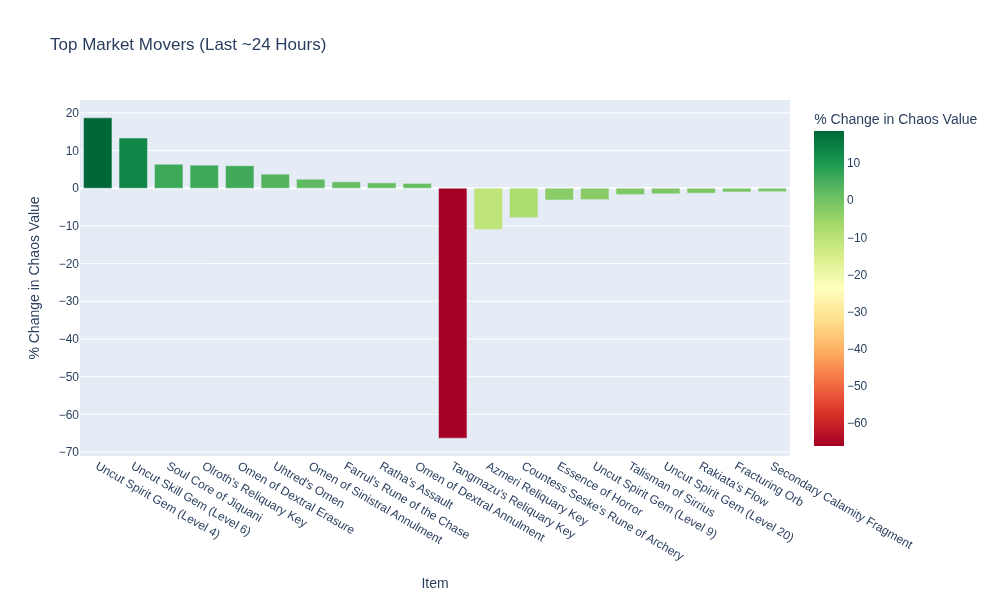 Top Market Movers (Last ~24 Hours)
% Change in Chaos Value
20
10
0
−10
−20
−30
−40
−50
−60
−70
% Change in Chaos Value
10
0
−10
−20
−30
−40
−50
−60
Uncut Spirit Gem (Level 4)
Uncut Skill Gem (Level 6)
Soul Core of Jiquani
Olroth's Reliquary Key
Omen of Dextral Erasure
Uhtred's Omen
Omen of Sinistral Annulment
Farrul's Rune of the Chase
Ratha's Assault
Omen of Dextral Annulment
Tangmazu's Reliquary Key
Azmeri Reliquary Key
Countess Seske's Rune of Archery
Essence of Horror
Uncut Spirit Gem (Level 9)
Talisman of Sirrius
Uncut Spirit Gem (Level 20)
Rakiata's Flow
Fracturing Orb
Secondary Calamity Fragment
Item